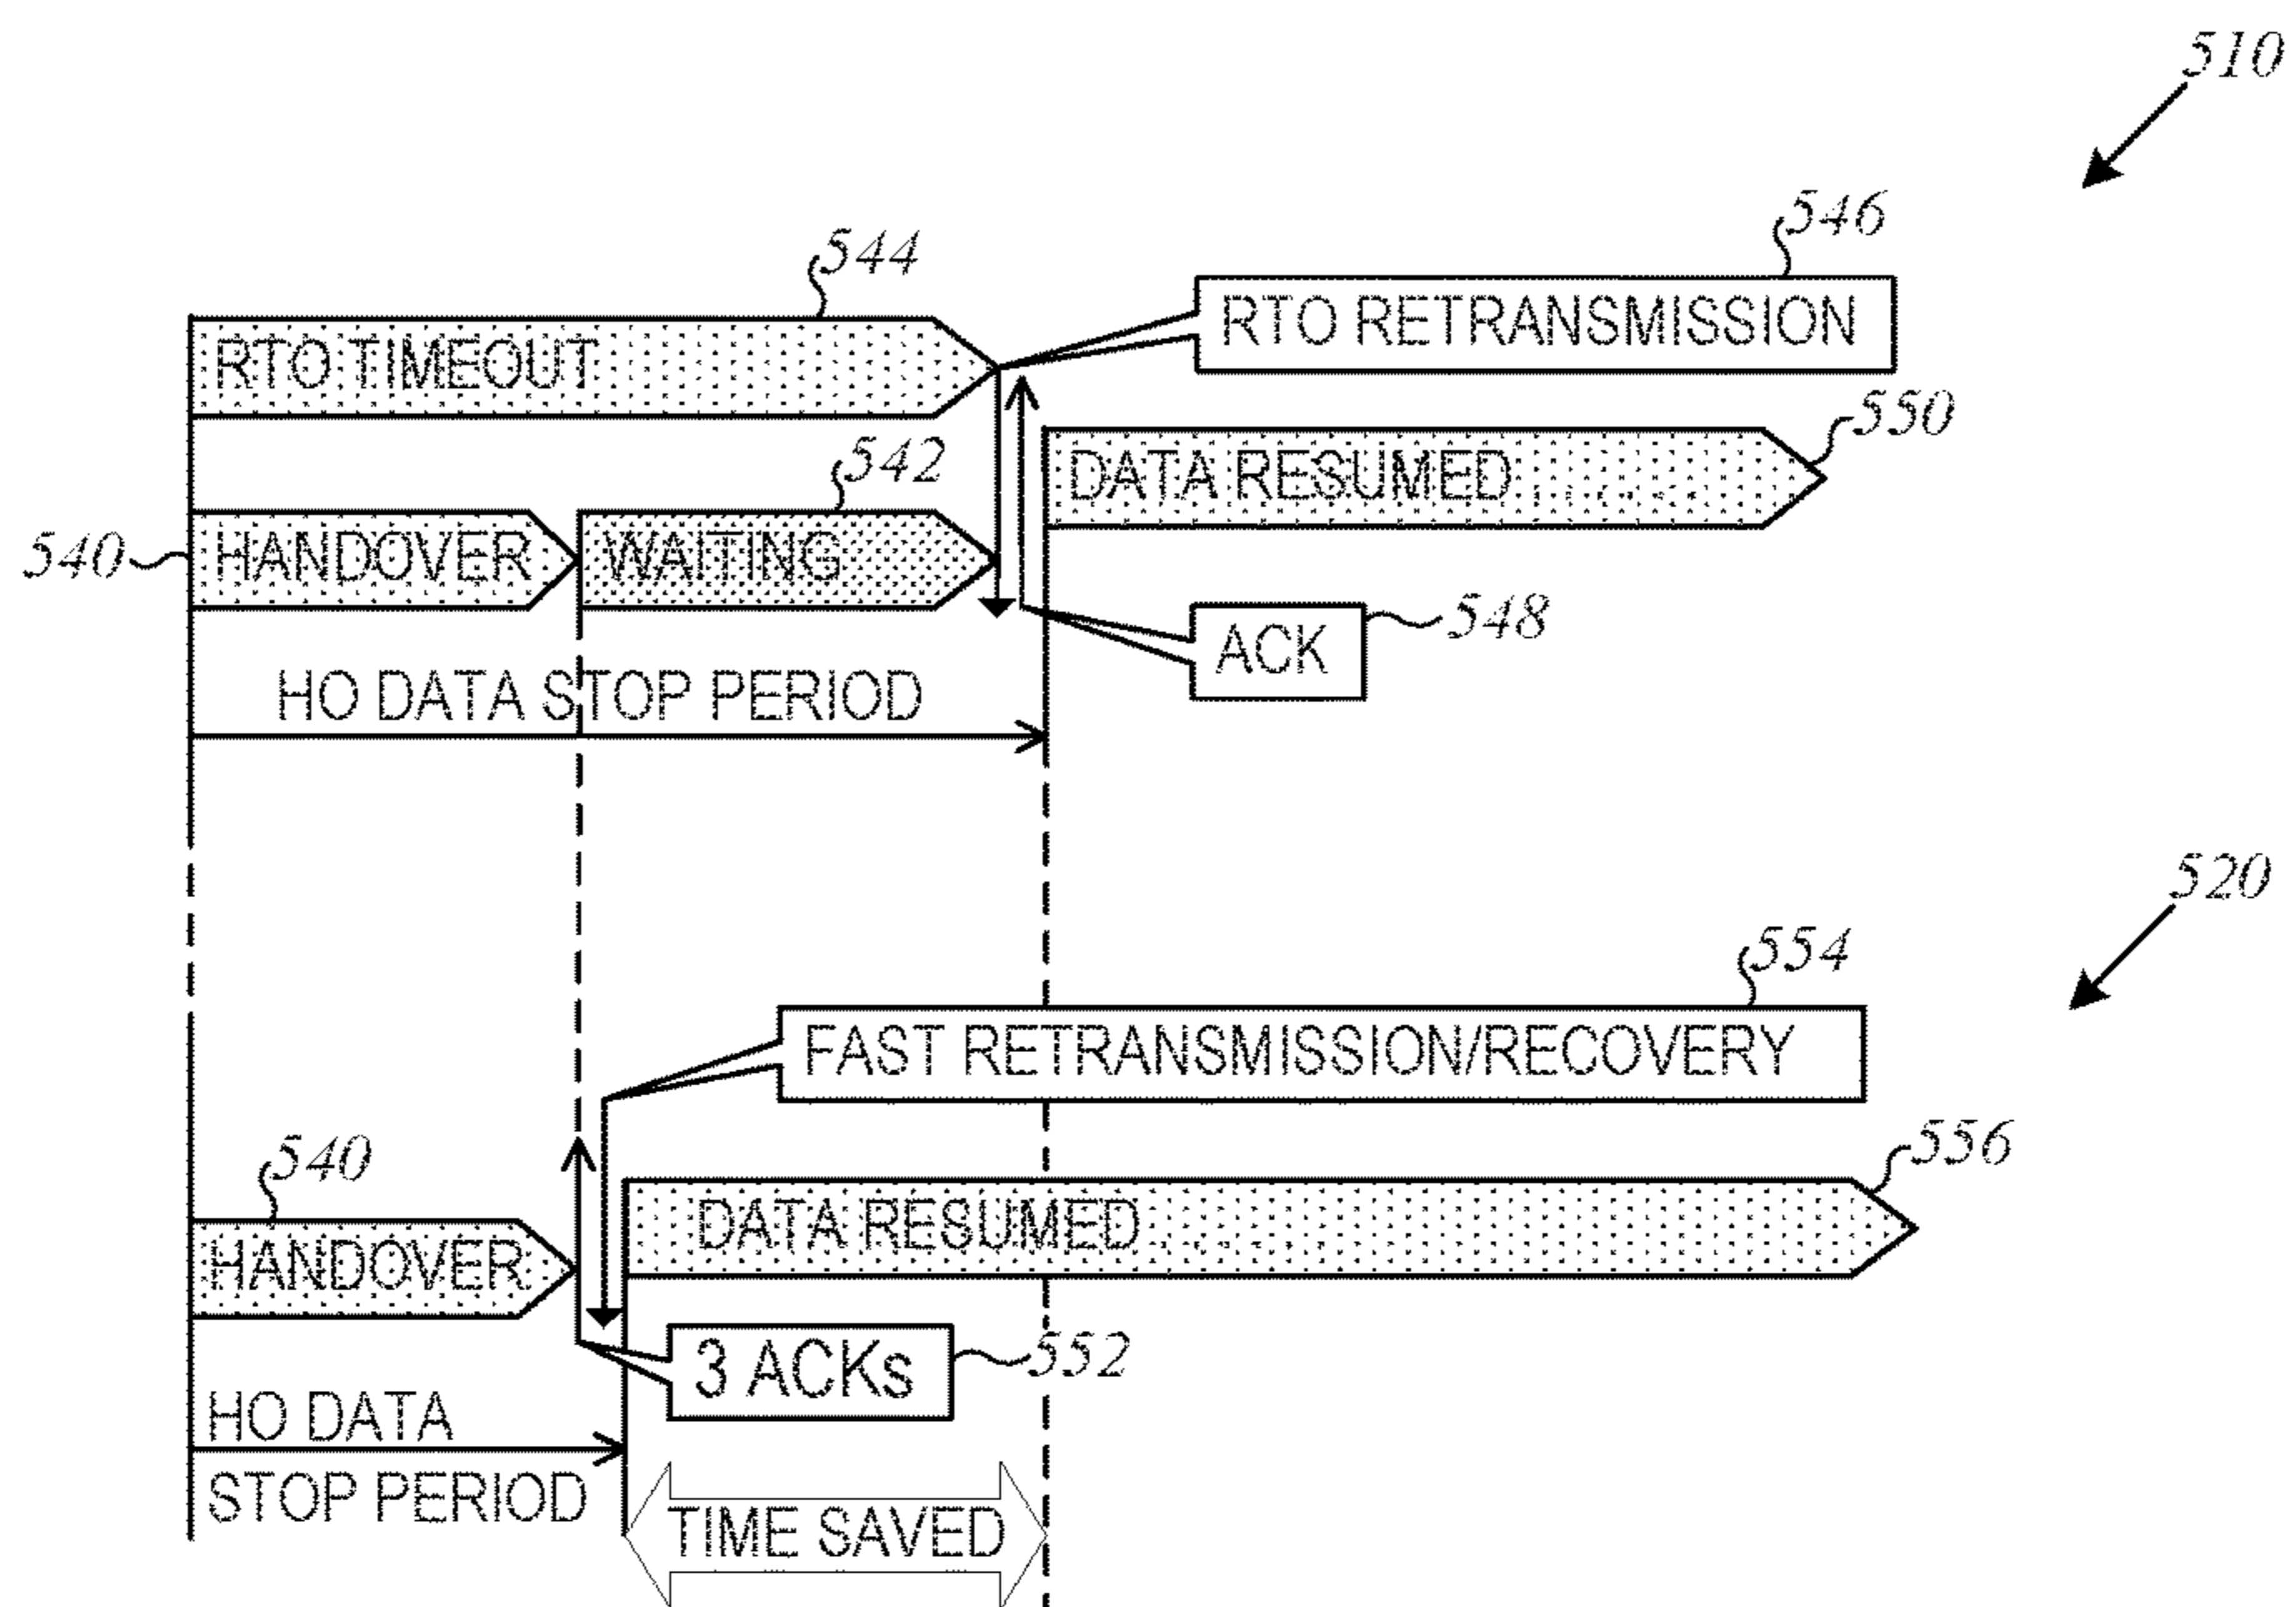 510
546
544
RTO RETRANSMISSION
RTO TIMEOUT
550
542
DATA RESUMED
540
HANDOVER
WAITING
548
ACK
HO DATA STOP PERIOD
520
554
FAST RETRANSMISSION/RECOVERY
556
540
DATA RESUMED
HANDOVER
552
3 ACKs
HO DATA
STOP PERIOD
TIME SAVED